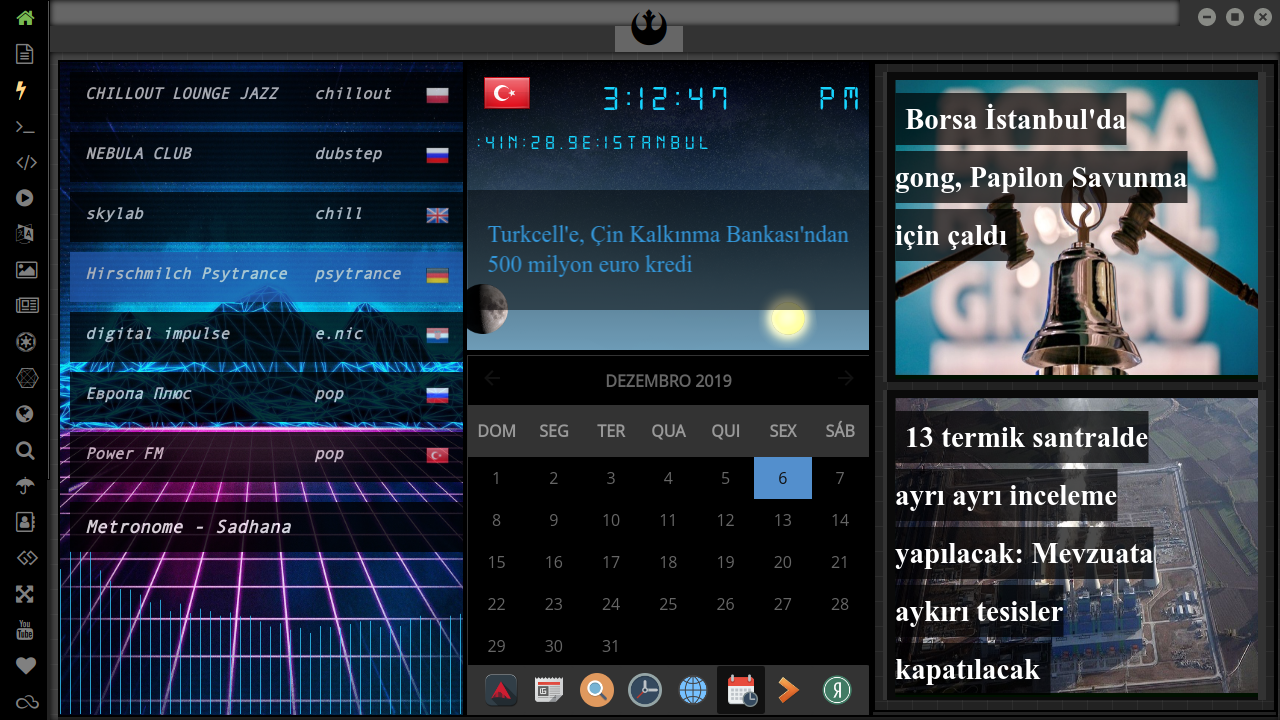 CHILLOUT LOUNGE JAZZ chillout
NEBULA CLUB dubstep
skylab chill
Hirschmilch Psytrance psytrance
digital impulse e.nic
Европа Плюс pop
Power FM pop
Metronome - Sadhana
3:12:47 PM
:41N:28.9E:ISTANBUL
Turkcell'e, Çin Kalkınma Bankası'ndan
500 milyon euro kredi
DEZEMBRO 2019
DOM SEG TER QUA QUI SEX SÁB
1 2 3 4 5 6 7
8 9 10 11 12 13 14
15 16 17 18 19 20 21
22 23 24 25 26 27 28
29 30 31
Borsa İstanbul'da
gong, Papilon Savunma
için çaldı
13 termik santralde
ayrı ayrı inceleme
yapılacak: Mevzuata
aykırı tesisler
kapatılacak
You
Tube